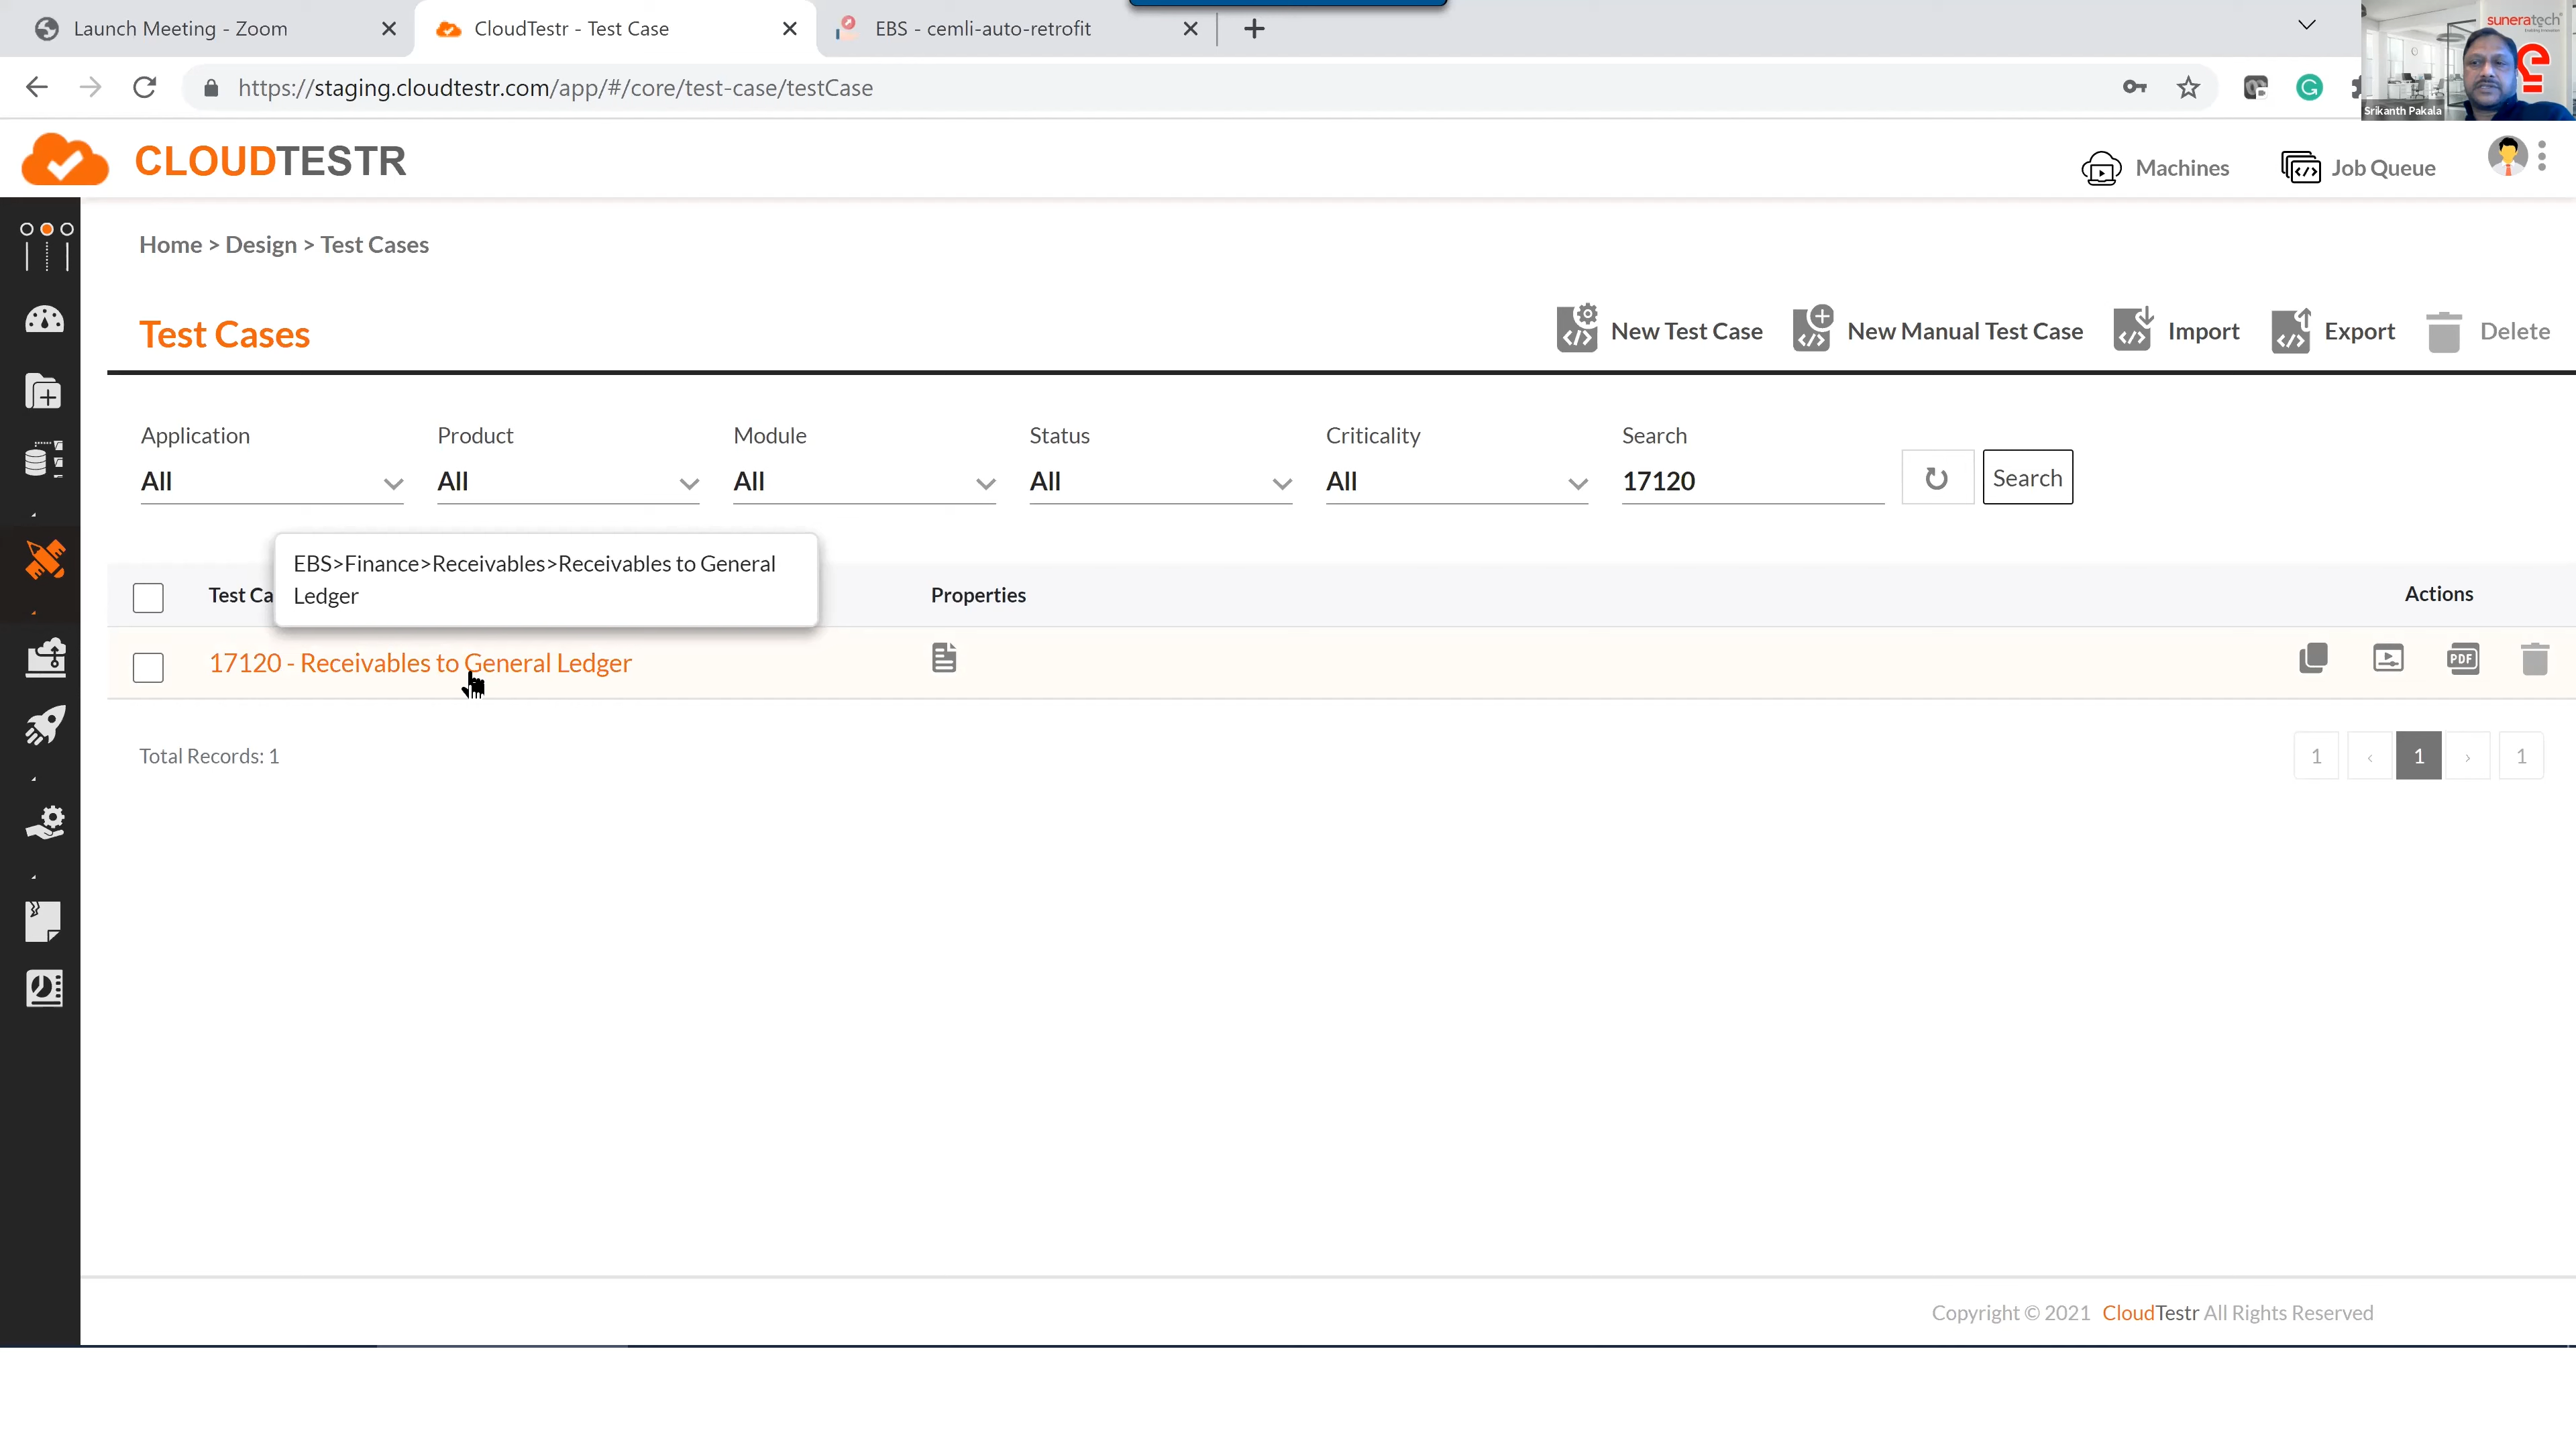 Launch Meeting - Zoom
CloudTestr - Test Case
EBS - cemli-auto-retrofit
https://staging.cloudtestr.com/app/#/core/test-case/testCase
suneratech
Srikanth Pakala
CLOUDTESTR
Machines
Job Queue
Home > Design > Test Cases
Test Cases
New Test Case
New Manual Test Case
Import
Export
Delete
Application
Product
Module
Status
Criticality
Search
All
All
All
All
All
17120
Search
EBS>Finance>Receivables>Receivables to General
Ledger
Test Ca
Properties
Actions
17120 - Receivables to General Ledger
PDF
Total Records: 1
1 ‹ 1 › 1
Copyright © 2021 CloudTestr All Rights Reserved